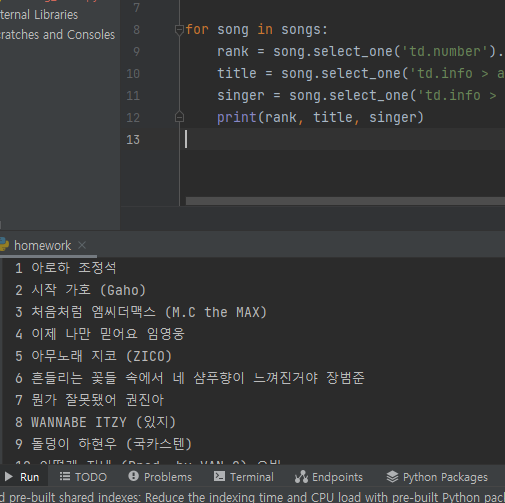 7
ternal Libraries
8 for song in songs:
ratches and Consoles
9 rank = song.select_one('td.number').
10 title = song.select_one('td.info > a
11 singer = song.select_one('td.info >
12 print(rank, title, singer)
13
homework ×
1 아로하 조정석
2 시작 가호 (Gaho)
3 처음처럼 엠씨더맥스 (M.C the MAX)
4 이제 나만 믿어요 임영웅
5 아무노래 지코 (ZICO)
6 흔들리는 꽃들 속에서 네 샴푸향이 느껴진거야 장범준
7 뭔가 잘못됐어 권진아
8 WANNABE ITZY (있지)
9 돌덩이 하현우 (국카스텐)
Run TODO Problems Terminal Endpoints Python Packages
d pre-built shared indexes: Reduce the indexing time and CPU load with pre-built Python pac